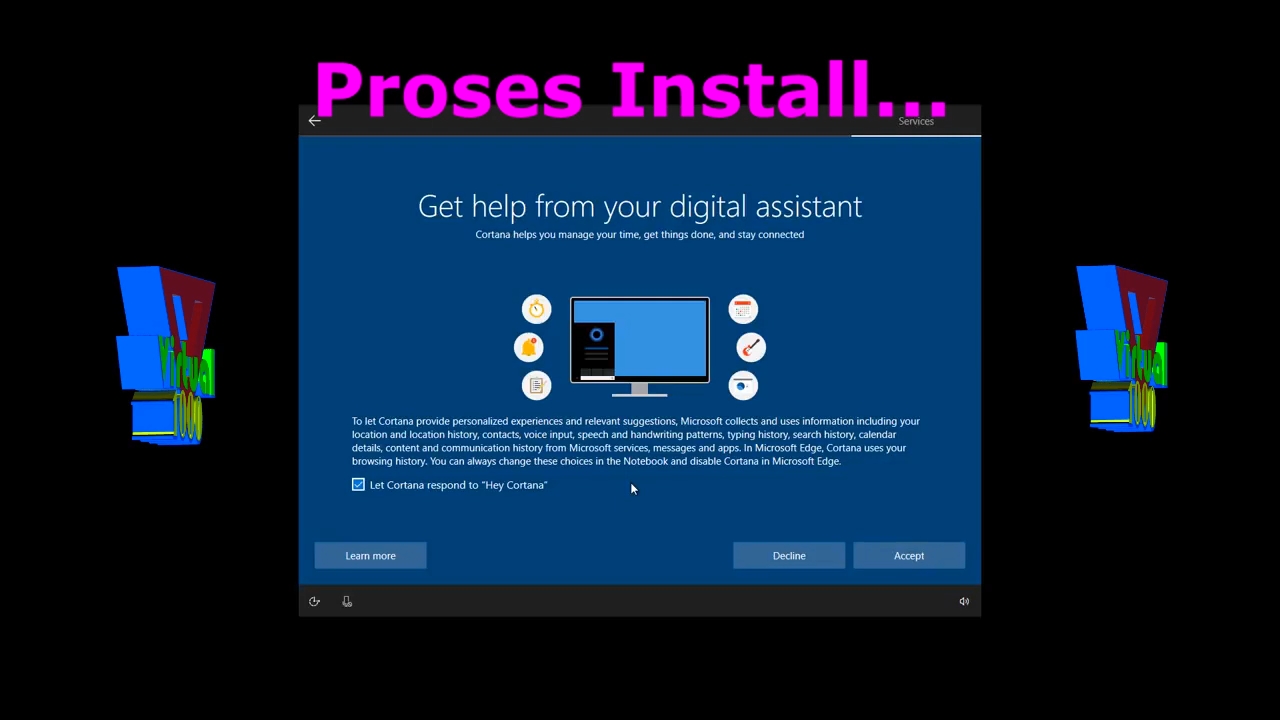 Proses Install...
Services
Get help from your digital assistant
Cortana helps you manage your time, get things done, and stay connected
To let Cortana provide personalized experiences and relevant suggestions, Microsoft collects and uses information including your
location and location history, contacts, voice input, speech and handwriting patterns, typing history, search history, calendar
details, content and communication history from Microsoft services, messages and apps. In Microsoft Edge, Cortana uses your
browsing history. You can always change these choices in the Notebook and disable Cortana in Microsoft Edge.
Let Cortana respond to "Hey Cortana"
Learn more
Decline
Accept
V
Virtual
V
Virtual